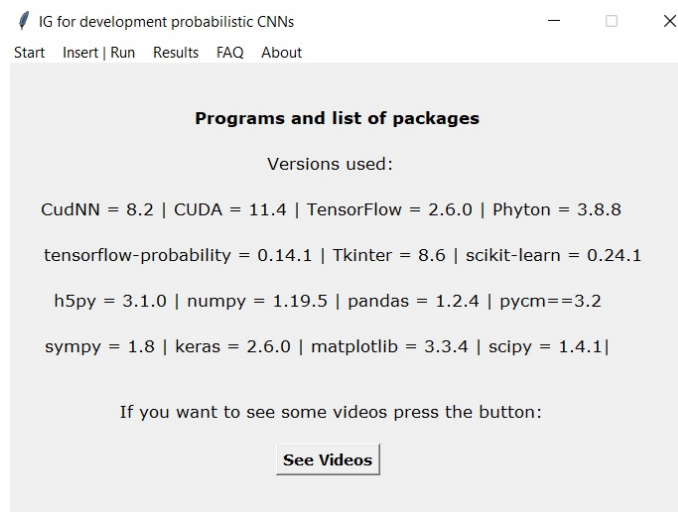 IG for development probabilistic CNNs
Start Insert | Run Results FAQ About
Programs and list of packages
Versions used:
CudNN = 8.2 | CUDA = 11.4 | TensorFlow = 2.6.0 | Phyton = 3.8.8
tensorflow-probability = 0.14.1 | Tkinter = 8.6 | scikit-learn = 0.24.1
h5py = 3.1.0 | numpy = 1.19.5 | pandas = 1.2.4 | pycm==3.2
sympy = 1.8 | keras = 2.6.0 | matplotlib = 3.3.4 | scipy = 1.4.1|
If you want to see some videos press the button:
See Videos